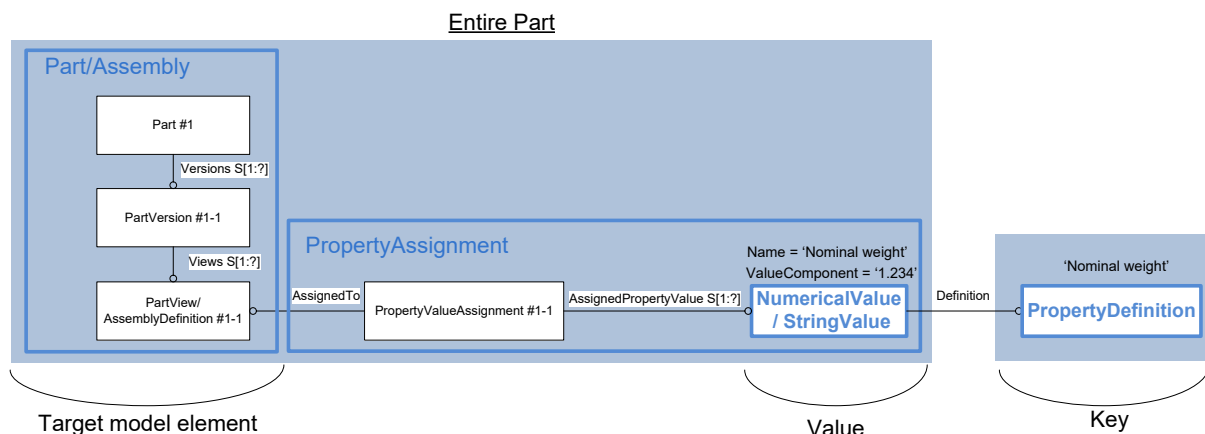 Entire Part
Part/Assembly
Part #1
Versions S[1:?]
PartVersion #1-1
Views S[1:?]
PartView/
AssemblyDefinition #1-1
AssignedTo
PropertyAssignment
PropertyValueAssignment #1-1
AssignedPropertyValue S[1:?]
Name = ‘Nominal weight’
ValueComponent = ‘1.234’
NumericalValue
/ StringValue
Definition
‘Nominal weight’
PropertyDefinition
Target model element
Value
Key